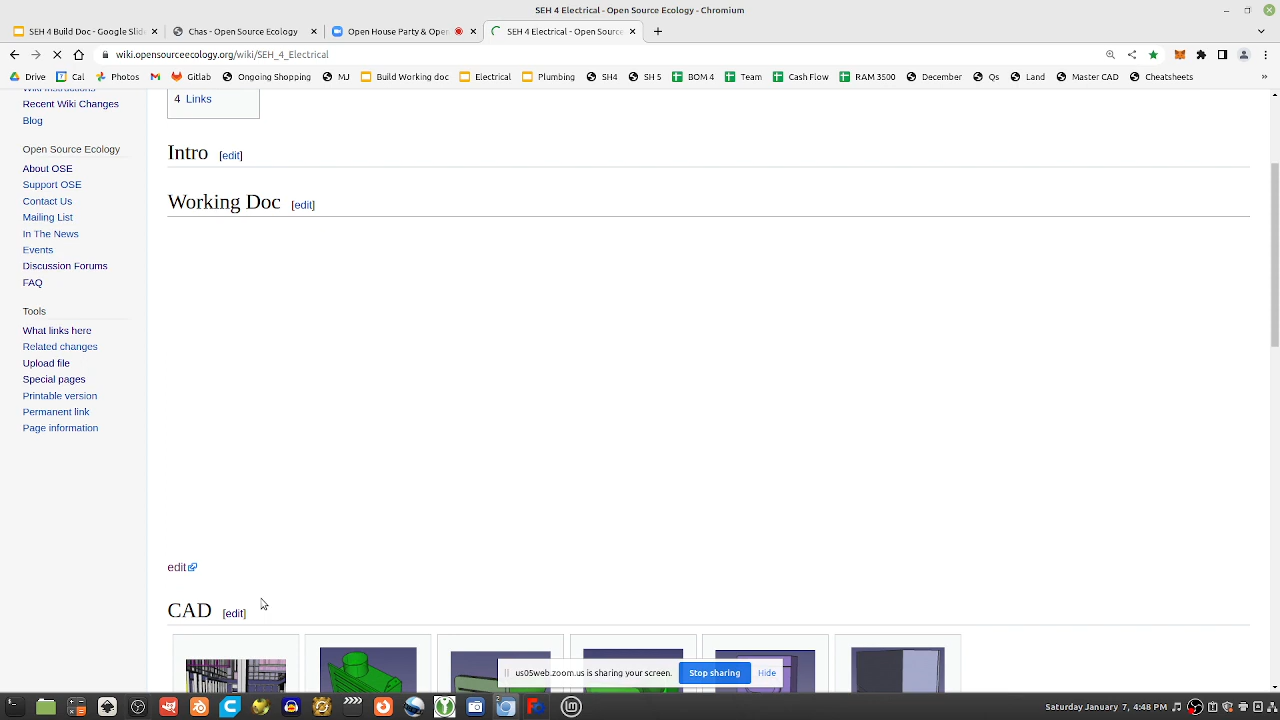 SEH 4 Electrical - Open Source Ecology - Chromium
SEH 4 Build Doc - Google Slid
Chas - Open Source Ecology
Open House Party & Ope
SEH 4 Electrical - Open Sourc
wiki.opensourceecology.org/wiki/SEH_4_Electrical
Drive
Cal
Photos
Gitlab
Ongoing Shopping
MJ
Build Working doc
Electrical
Plumbing
SH4
SH 5
BOM 4
Team
Cash Flow
RAM 3500
December
Qs
Land
Master CAD
Cheatsheets
»
Wiki Instructions
Recent Wiki Changes
Blog
Open Source Ecology
About OSE
Support OSE
Contact Us
Mailing List
In The News
Events
Discussion Forums
FAQ
Tools
What links here
Related changes
Upload file
Special pages
Printable version
Permanent link
Page information
4 Links
Intro [edit]
Working Doc [edit]
edit
CAD [edit]
us05web.zoom.us is sharing your screen.
Stop sharing
Hide
Saturday January 7, 4:48 PM